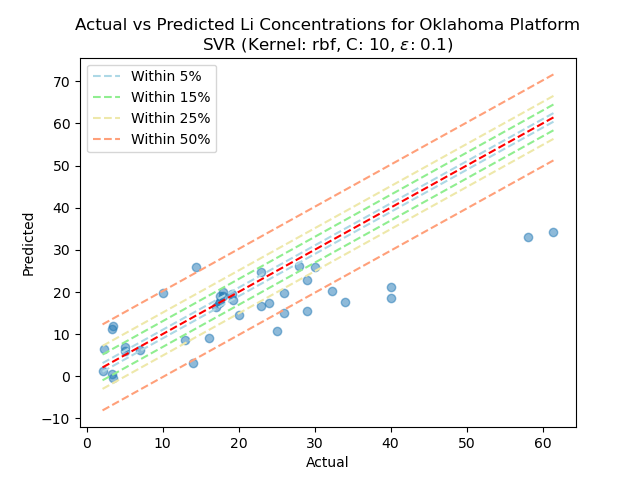 Actual vs Predicted Li Concentrations for Oklahoma Platform
SVR (Kernel: rbf, C: 10, ε: 0.1)
Within 5%
Within 15%
Within 25%
Within 50%
70
60
50
40
30
20
10
0
−10
Predicted
0 10 20 30 40 50 60
Actual